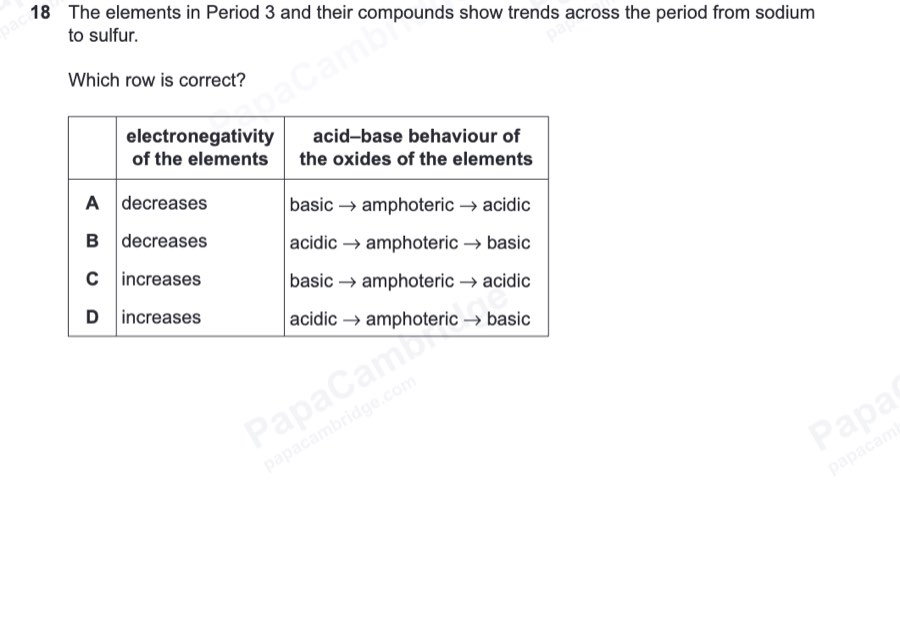 18 The elements in Period 3 and their compounds show trends across the period from sodium
to sulfur.
Which row is correct?
electronegativity acid–base behaviour of
of the elements the oxides of the elements
A decreases basic → amphoteric → acidic
B decreases acidic → amphoteric → basic
C increases basic → amphoteric → acidic
D increases acidic → amphoteric → basic
PapaCambridge
papacambridge.com